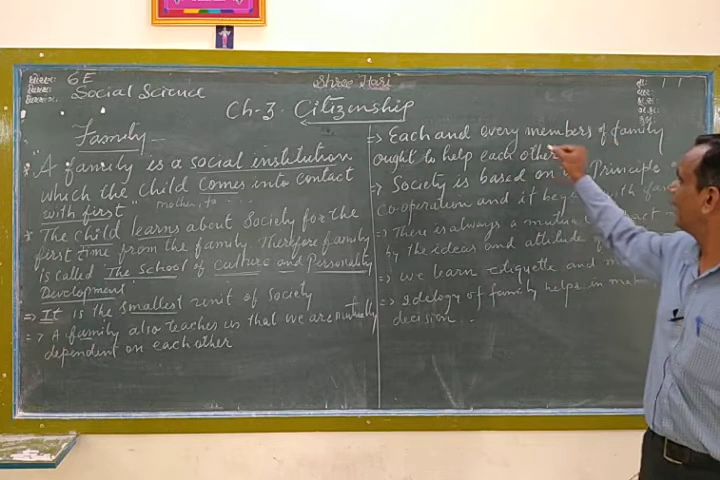 ધોરણ: 6E
વિષય: Social Science
Shree Hari
Ch-3. Citizenship
Family -
"A family is a social institution
which the child comes into contact
with first"
mother, to ....
* The child learns about Society for the
first time from the family. Therefore family
is called 'The School of culture and Personality
Development'
=> It is the smallest unit of Society
=> A family also teaches us that we are mutually
dependent on each other
=> Each and every members of family
ought to help each other
=> Society is based on Principle
co-operation and it
=> There is always a
the ideas and attitude
=> we learn etiquette and
=> Idelogy of family helps in
decision ..